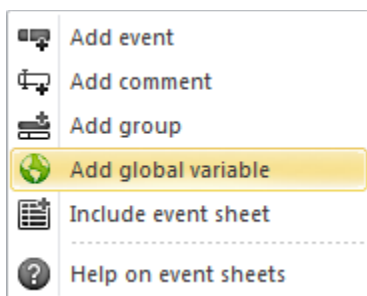 Add event
Add comment
Add group
Add global variable
Include event sheet
Help on event sheets